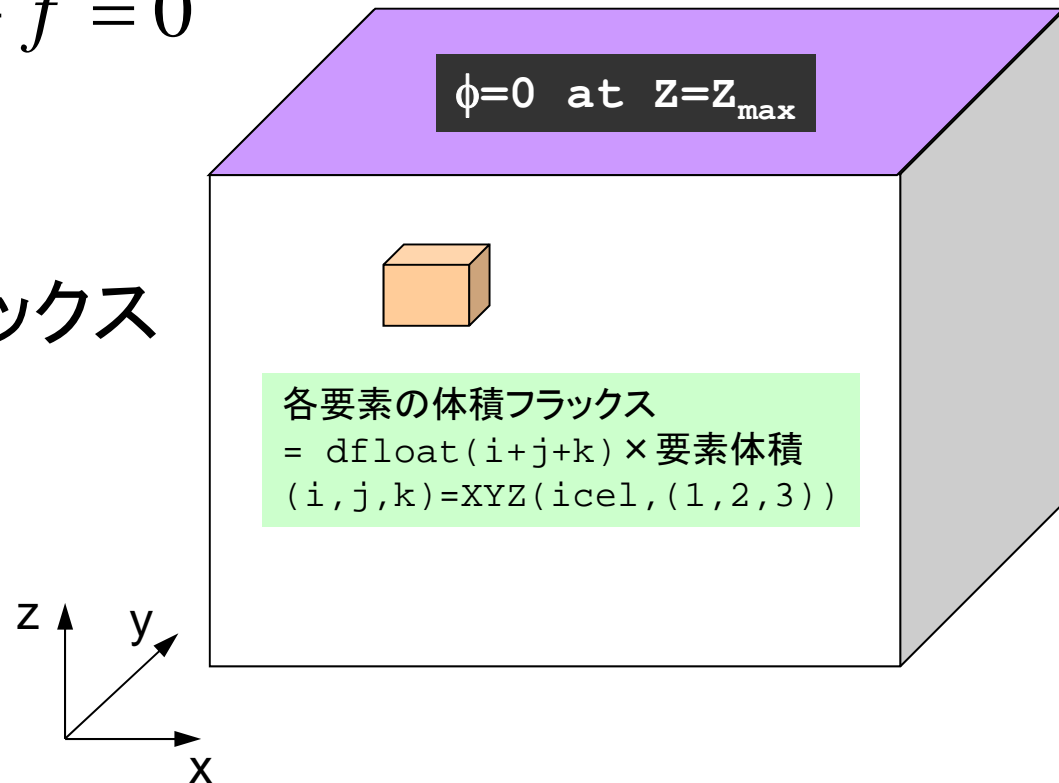 f = 0
φ=0 at Z=Zmax
ックス
各要素の体積フラックス
= dfloat(i+j+k)×要素体積
(i,j,k)=XYZ(icel,(1,2,3))
z
y
x